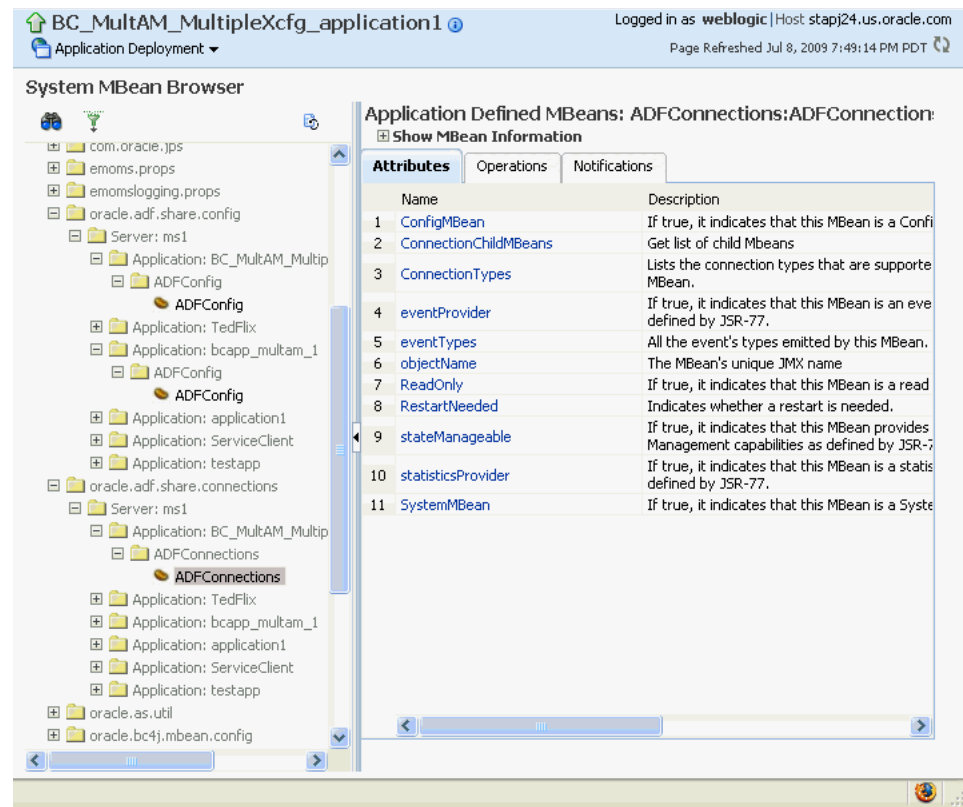 BC_MultAM_MultipleXcfg_application1
Logged in as weblogic|Host stapj24.us.oracle.com
Application Deployment
Page Refreshed Jul 8, 2009 7:49:14 PM PDT
System MBean Browser
com.oracle.jps
emoms.props
emomslogging.props
oracle.adf.share.config
Server: ms1
Application: BC_MultAM_Multip
ADFConfig
ADFConfig
Application: TedFlix
Application: bcapp_multam_1
ADFConfig
ADFConfig
Application: application1
Application: ServiceClient
Application: testapp
oracle.adf.share.connections
Server: ms1
Application: BC_MultAM_Multip
ADFConnections
ADFConnections
Application: TedFlix
Application: bcapp_multam_1
Application: application1
Application: ServiceClient
Application: testapp
oracle.as.util
oracle.bc4j.mbean.config
Application Defined MBeans: ADFConnections:ADFConnection
Show MBean Information
Attributes Operations Notifications
Name Description
1 ConfigMBean If true, it indicates that this MBean is a Confi
2 ConnectionChildMBeans Get list of child Mbeans
3 ConnectionTypes Lists the connection types that are supporte
MBean.
4 eventProvider If true, it indicates that this MBean is an eve
defined by JSR-77.
5 eventTypes All the event's types emitted by this MBean.
6 objectName The MBean's unique JMX name
7 ReadOnly If true, it indicates that this MBean is a read
8 RestartNeeded Indicates whether a restart is needed.
9 stateManageable If true, it indicates that this MBean provides
Management capabilities as defined by JSR-7
10 statisticsProvider If true, it indicates that this MBean is a statis
defined by JSR-77.
11 SystemMBean If true, it indicates that this MBean is a Syste